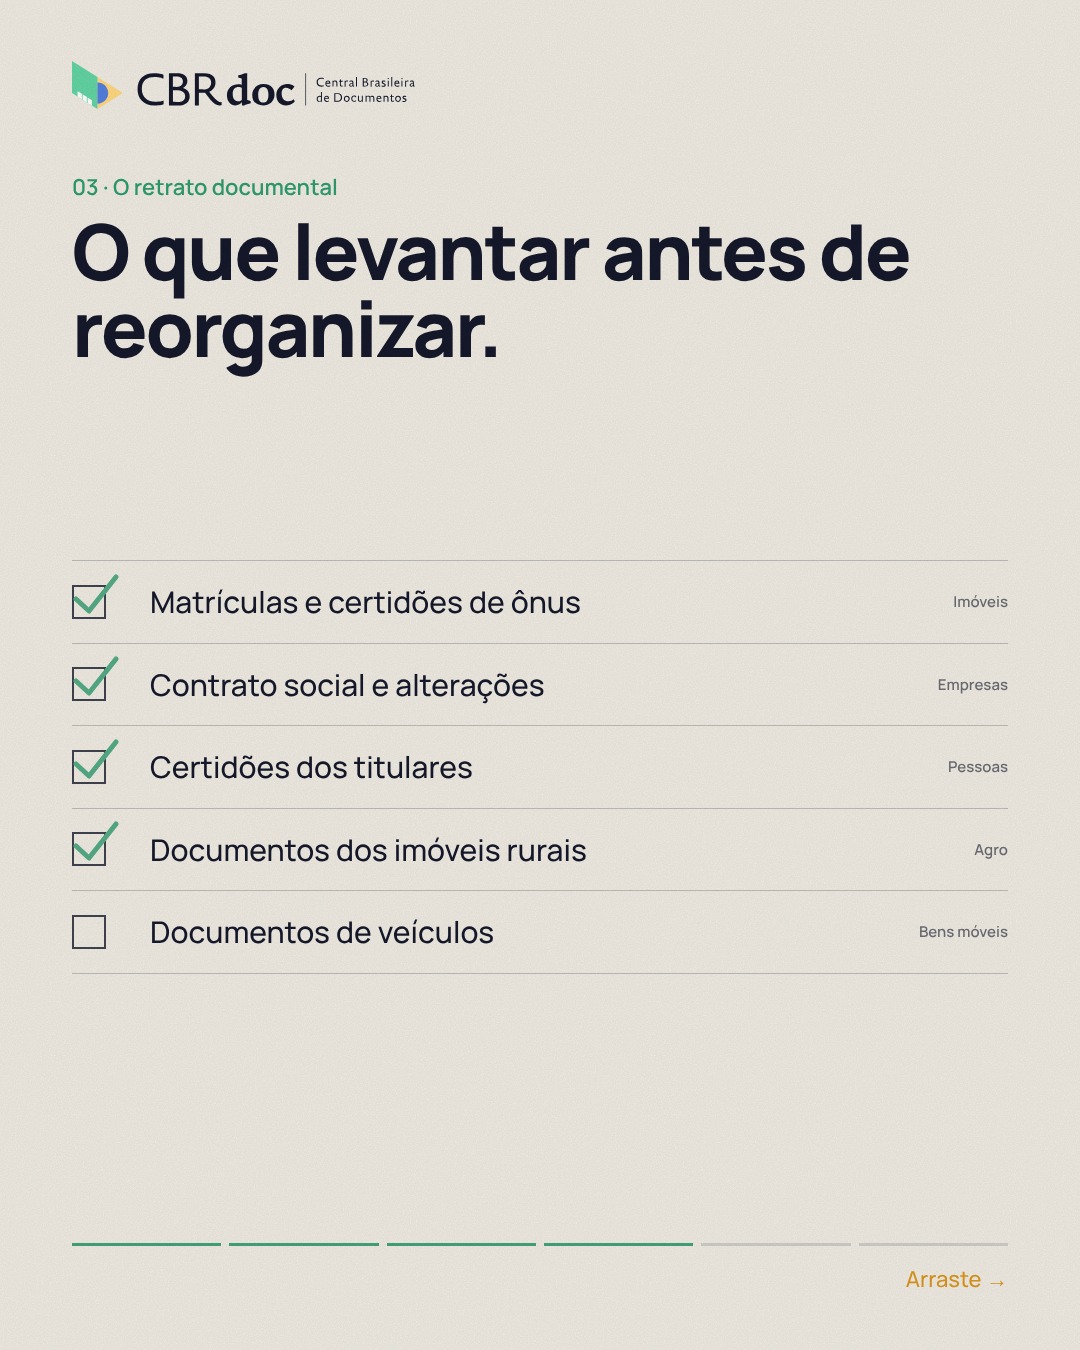 CBRdoc
Central Brasileira
de Documentos
03 · O retrato documental
O que levantar antes de
reorganizar.
Matrículas e certidões de ônus
Imóveis
Contrato social e alterações
Empresas
Certidões dos titulares
Pessoas
Documentos dos imóveis rurais
Agro
Documentos de veículos
Bens móveis
Arraste →